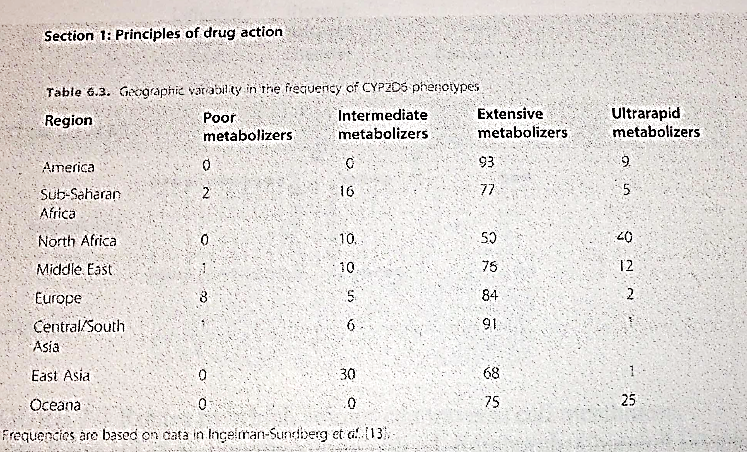 Section 1: Principles of drug action
Table 6.3. Geographic variability in the frequency of CYP2D6 phenotypes
Region Poor metabolizers Intermediate metabolizers Extensive metabolizers Ultrarapid metabolizers
America 0 0 93 9
Sub-Saharan Africa 2 16 77 5
North Africa 0 10 50 40
Middle East 1 10 76 12
Europe 8 5 84 2
Central/South Asia 1 6 91 1
East Asia 0 30 68 1
Oceana 0 0 75 25
Frequencies are based on data in Ingelman-Sundberg et al. [13].